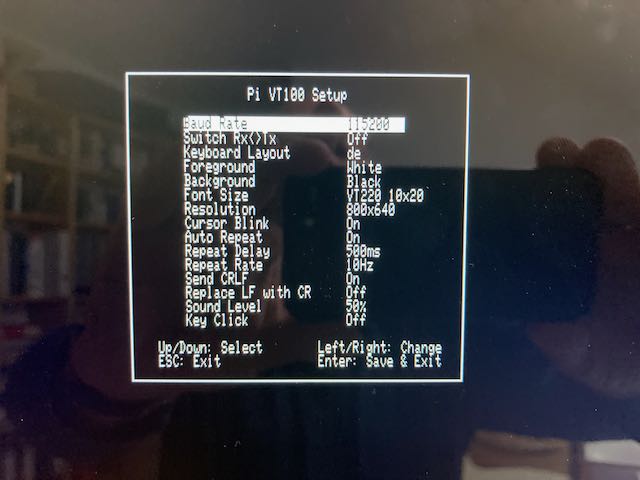 Pi VT100 Setup
Baud Rate 115200
Switch Rx<>Tx Off
Keyboard Layout de
Foreground White
Background Black
Font Size VT220 10x20
Resolution 800x640
Cursor Blink On
Auto Repeat On
Repeat Delay 500ms
Repeat Rate 10Hz
Send CRLF On
Replace LF with CR Off
Sound Level 50%
Key Click Off
Up/Down: Select Left/Right: Change
ESC: Exit Enter: Save & Exit